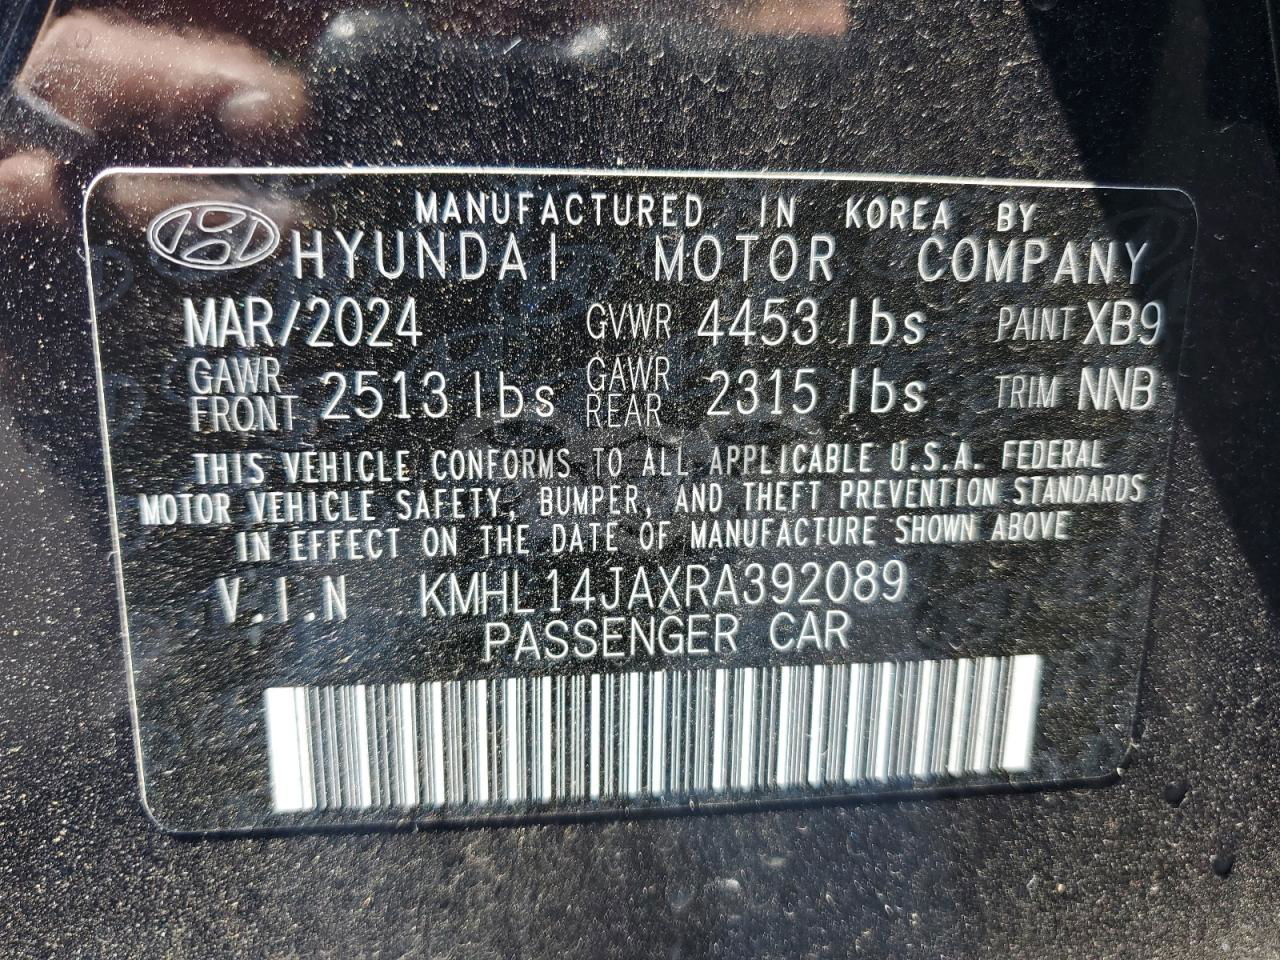 MANUFACTURED IN KOREA BY
HYUNDAI MOTOR COMPANY
MAR/2024 GVWR 4453 lbs PAINT XB9
GAWR FRONT 2513 lbs GAWR REAR 2315 lbs TRIM NNB
THIS VEHICLE CONFORMS TO ALL APPLICABLE U.S.A. FEDERAL
MOTOR VEHICLE SAFETY, BUMPER, AND THEFT PREVENTION STANDARDS
IN EFFECT ON THE DATE OF MANUFACTURE SHOWN ABOVE
V.I.N KMHL14JAXRA392089
PASSENGER CAR